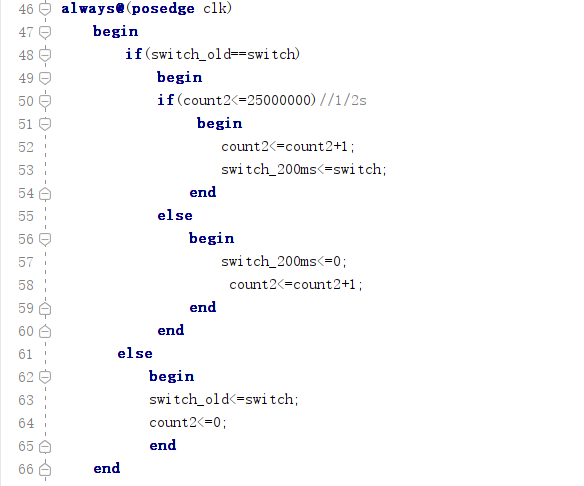 46 always@(posedge clk)
47 begin
48 if(switch_old==switch)
49 begin
50 if(count2<=25000000)//1/2s
51 begin
52 count2<=count2+1;
53 switch_200ms<=switch;
54 end
55 else
56 begin
57 switch_200ms<=0;
58 count2<=count2+1;
59 end
60 end
61 else
62 begin
63 switch_old<=switch;
64 count2<=0;
65 end
66 end